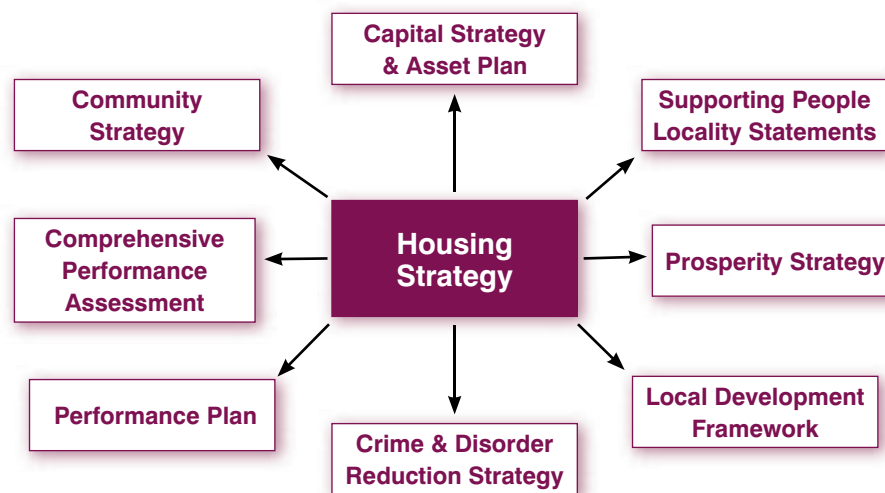 Capital Strategy
& Asset Plan
Community
Strategy
Supporting People
Locality Statements
Housing
Strategy
Comprehensive
Performance
Assessment
Prosperity Strategy
Performance Plan
Local Development
Framework
Crime & Disorder
Reduction Strategy